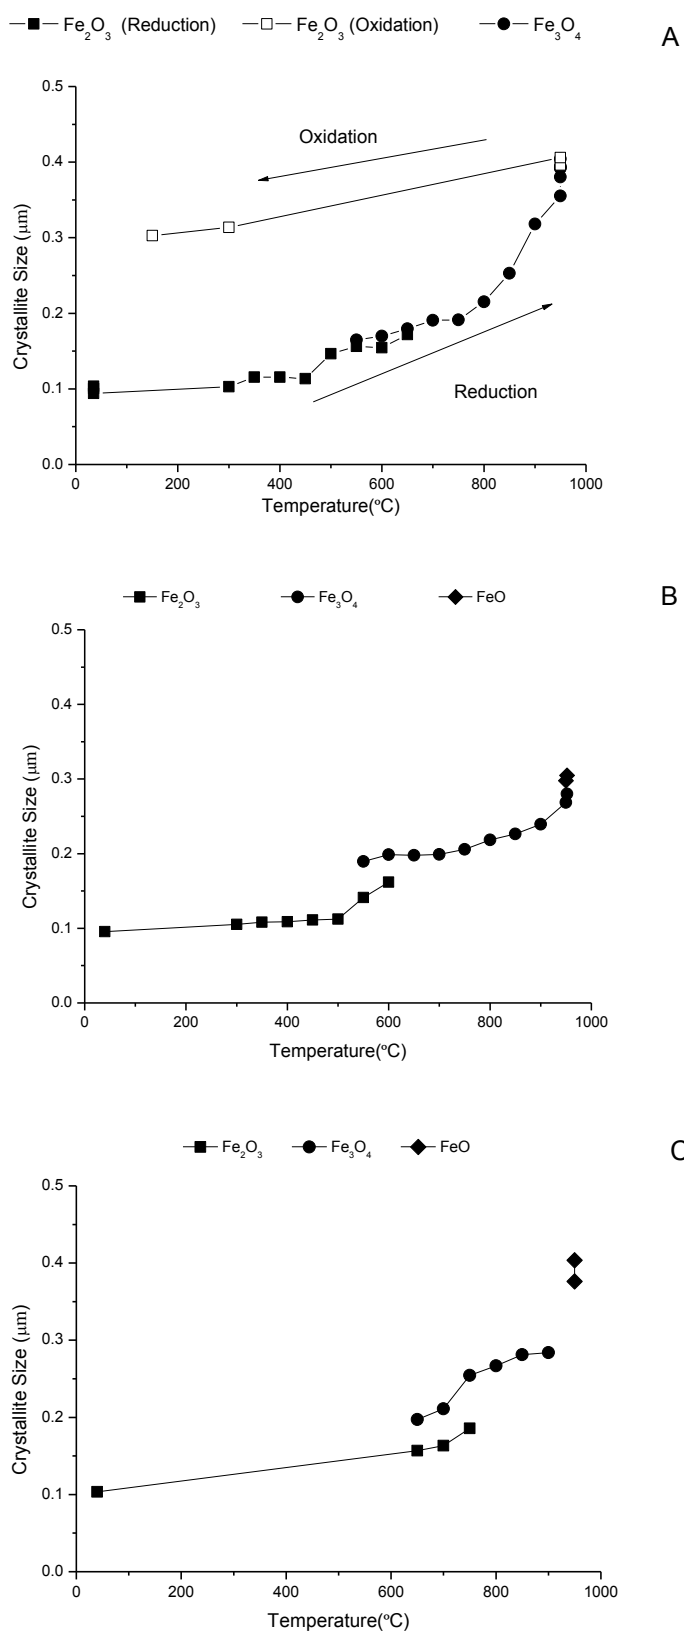 Fe2O3 (Reduction) Fe2O3 (Oxidation) Fe3O4
A
0.5
0.4
0.3
0.2
0.1
0.0
Crystallite Size (μm)
Oxidation
Reduction
0 200 400 600 800 1000
Temperature(ºC)
Fe2O3 Fe3O4 FeO
B
0.5
0.4
0.3
0.2
0.1
0.0
Crystallite Size (μm)
0 200 400 600 800 1000
Temperature(ºC)
Fe2O3 Fe3O4 FeO
C
0.5
0.4
0.3
0.2
0.1
0.0
Crystallite Size (μm)
0 200 400 600 800 1000
Temperature(ºC)